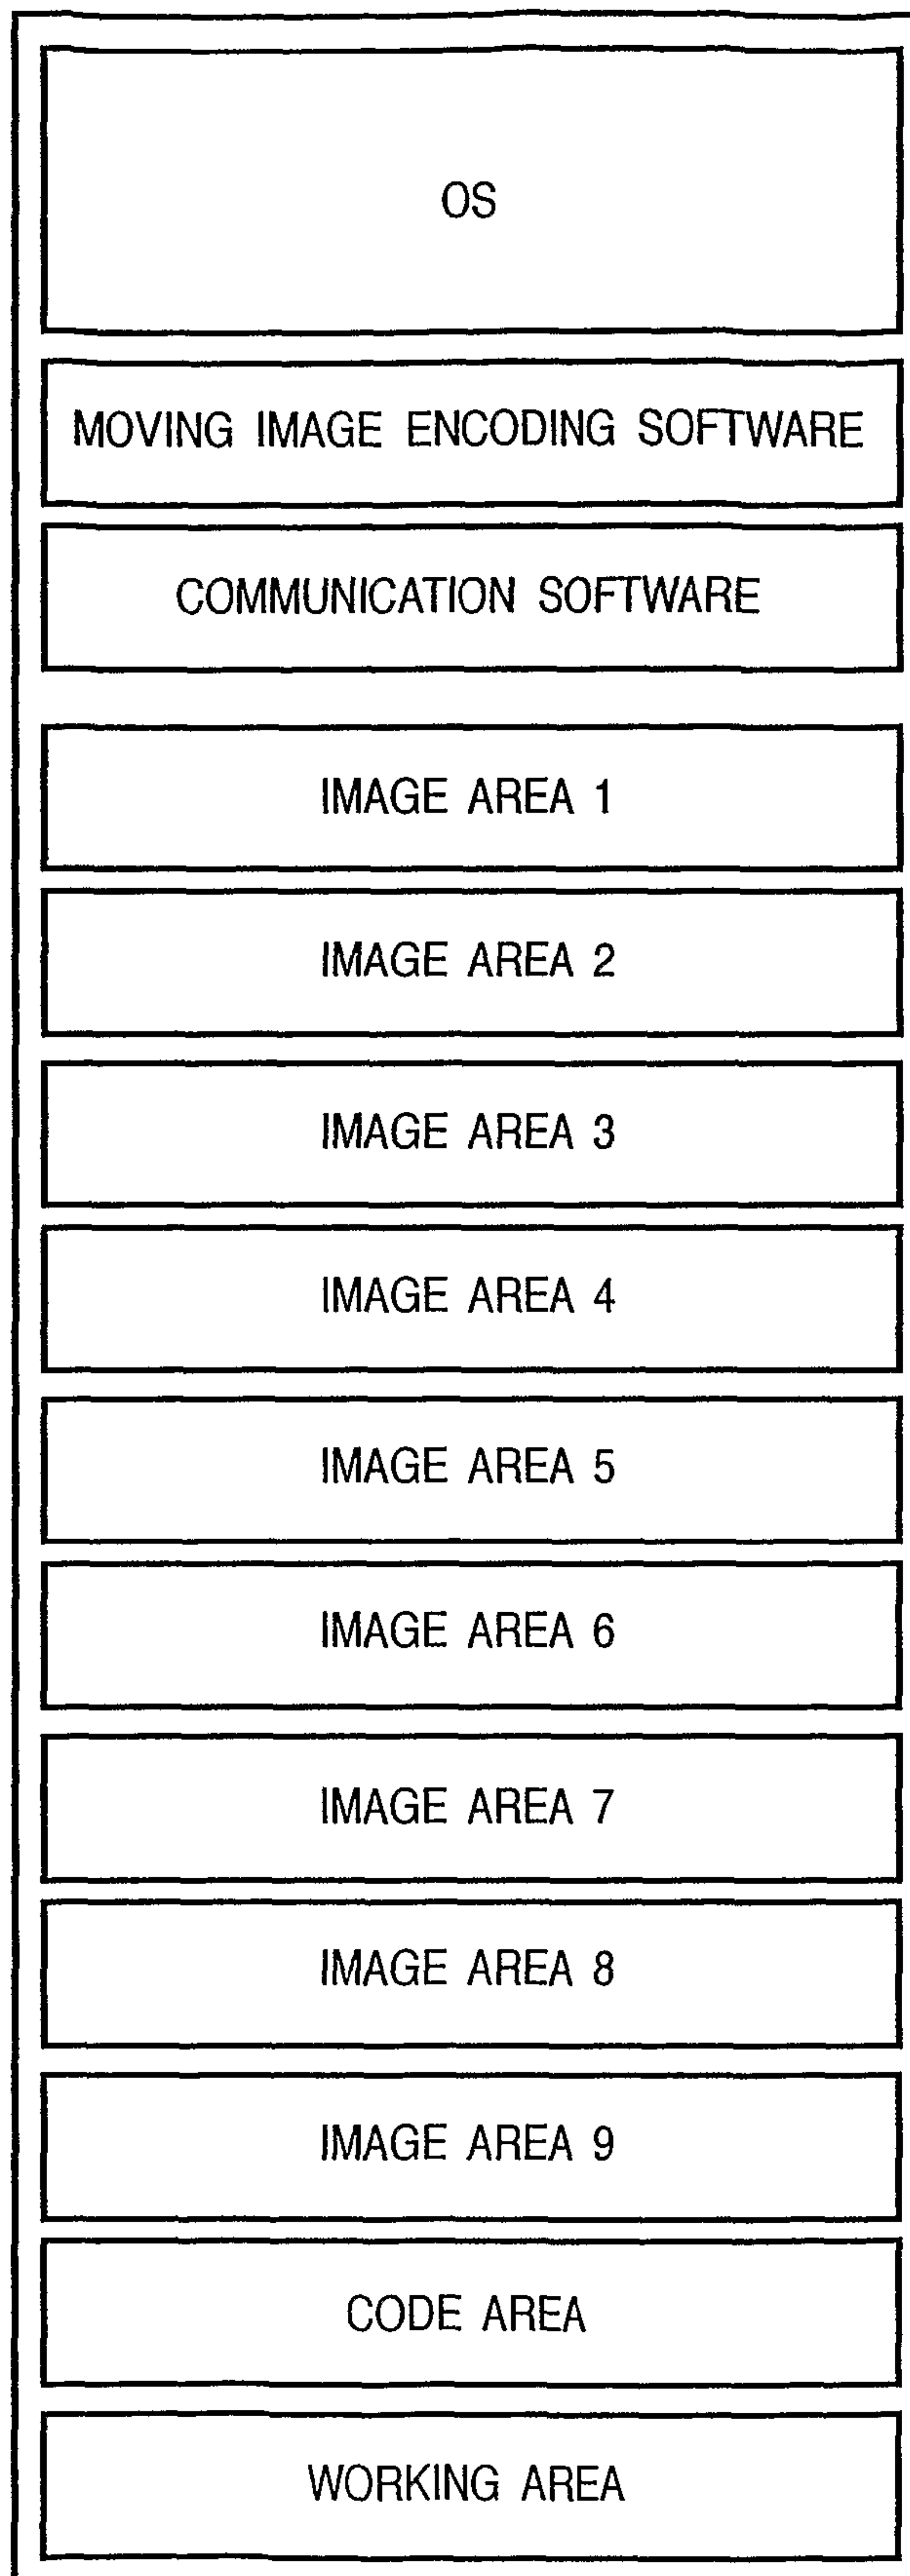 OS
MOVING IMAGE ENCODING SOFTWARE
COMMUNICATION SOFTWARE
IMAGE AREA 1
IMAGE AREA 2
IMAGE AREA 3
IMAGE AREA 4
IMAGE AREA 5
IMAGE AREA 6
IMAGE AREA 7
IMAGE AREA 8
IMAGE AREA 9
CODE AREA
WORKING AREA